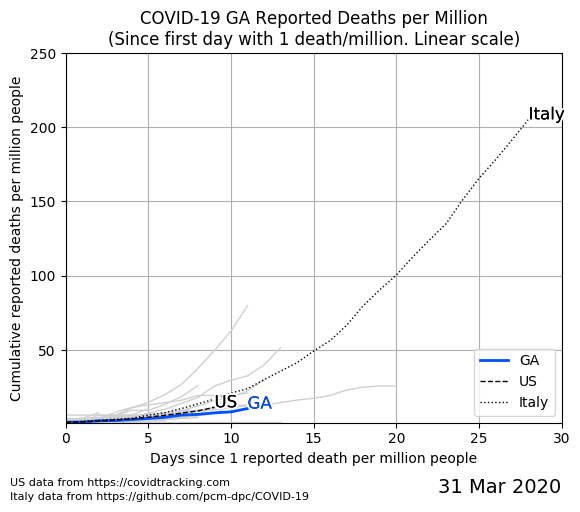 COVID-19 GA Reported Deaths per Million
(Since first day with 1 death/million. Linear scale)
Cumulative reported deaths per million people
250
200
150
100
50
Italy
US
GA
GA
US
Italy
0
5
10
15
20
25
30
Days since 1 reported death per million people
US data from https://covidtracking.com
Italy data from https://github.com/pcm-dpc/COVID-19
31 Mar 2020